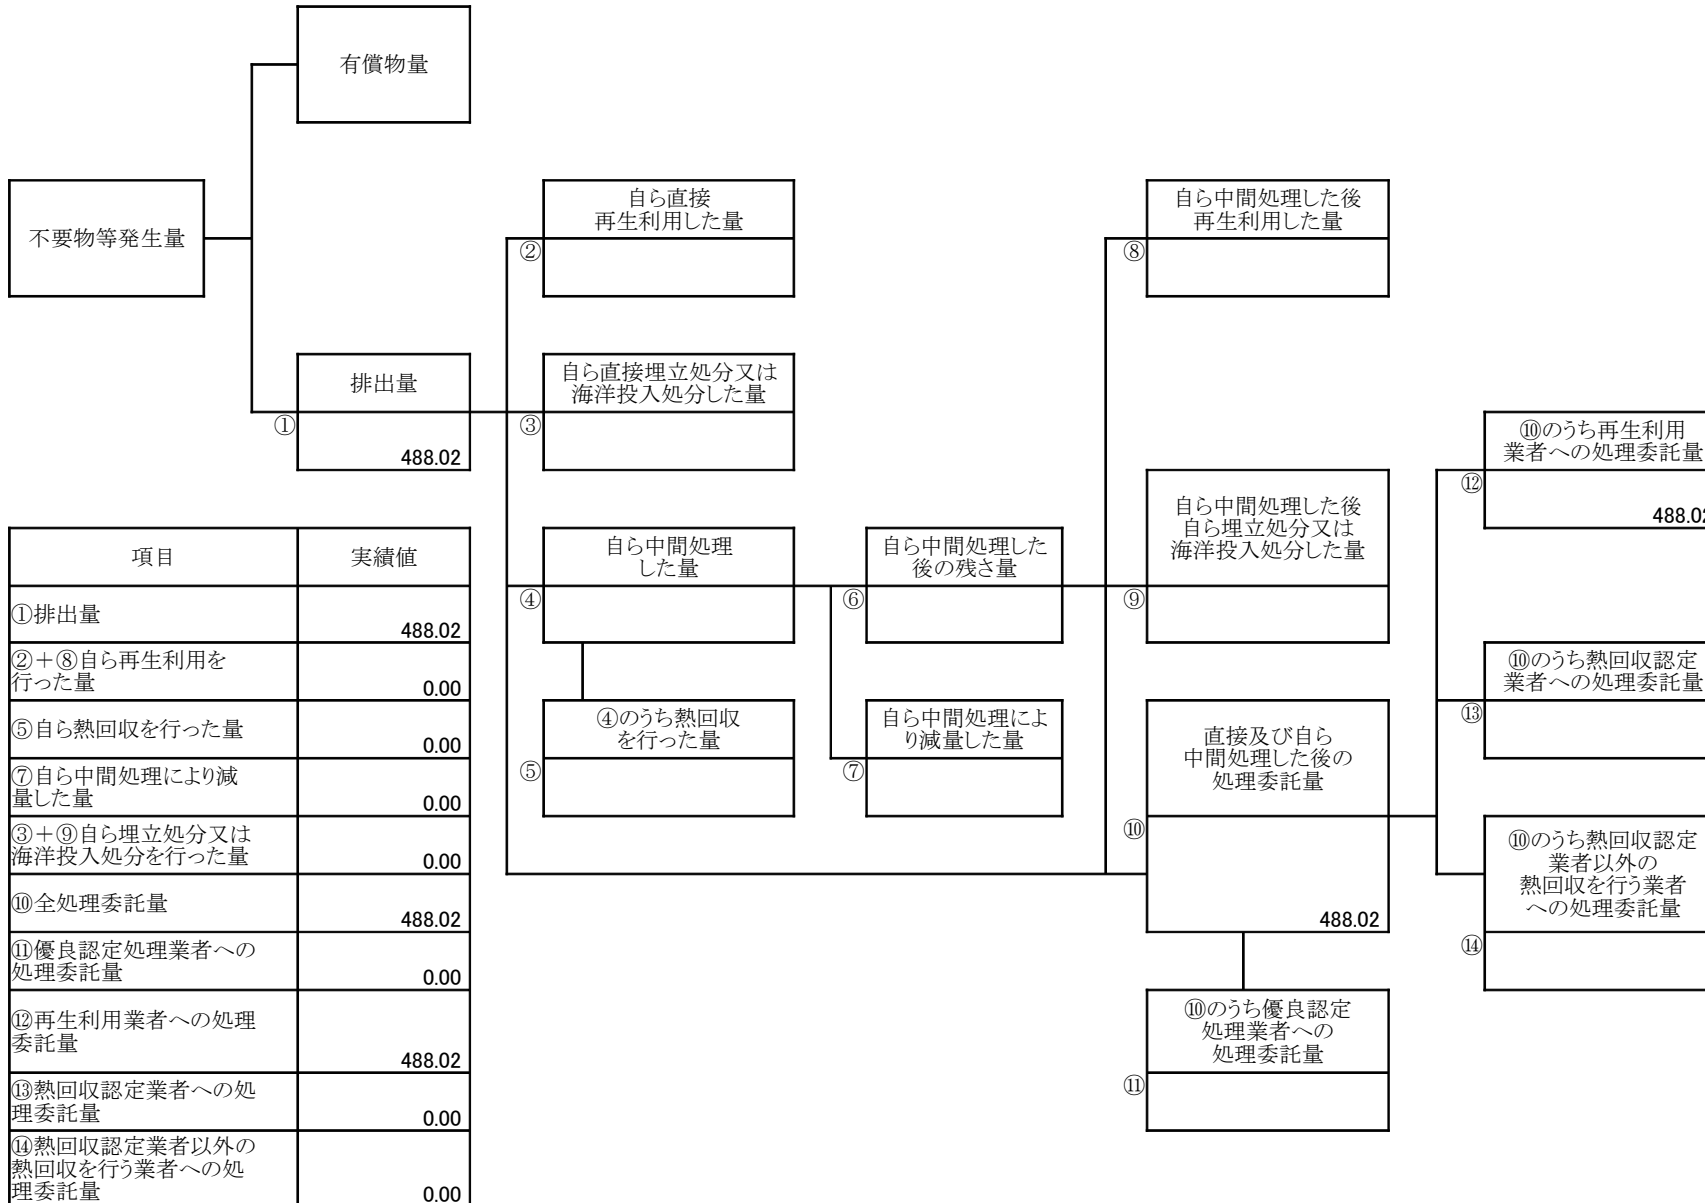 有償物量
不要物等発生量
自ら直接
再生利用した量
②
自ら中間処理した後
再生利用した量
⑧
排出量
①
488.02
自ら直接埋立処分又は
海洋投入処分した量
③
⑩のうち再生利用
業者への処理委託量
⑫
488.02
自ら中間処理
した量
④
自ら中間処理した
後の残さ量
⑥
自ら中間処理した後
自ら埋立処分又は
海洋投入処分した量
⑨
⑩のうち熱回収認定
業者への処理委託量
⑬
④のうち熱回収
を行った量
⑤
自ら中間処理によ
り減量した量
⑦
直接及び自ら
中間処理した後の
処理委託量
⑩
488.02
⑩のうち熱回収認定
業者以外の
熱回収を行う業者
への処理委託量
⑭
⑩のうち優良認定
処理業者への
処理委託量
⑪
項目 実績値
①排出量
488.02
②+⑧自ら再生利用を
行った量 0.00
⑤自ら熱回収を行った量
0.00
⑦自ら中間処理により減
量した量 0.00
③+⑨自ら埋立処分又は
海洋投入処分を行った量 0.00
⑩全処理委託量
488.02
⑪優良認定処理業者への
処理委託量 0.00
⑫再生利用業者への処理
委託量
488.02
⑬熱回収認定業者への処
理委託量 0.00
⑭熱回収認定業者以外の
熱回収を行う業者への処
理委託量 0.00